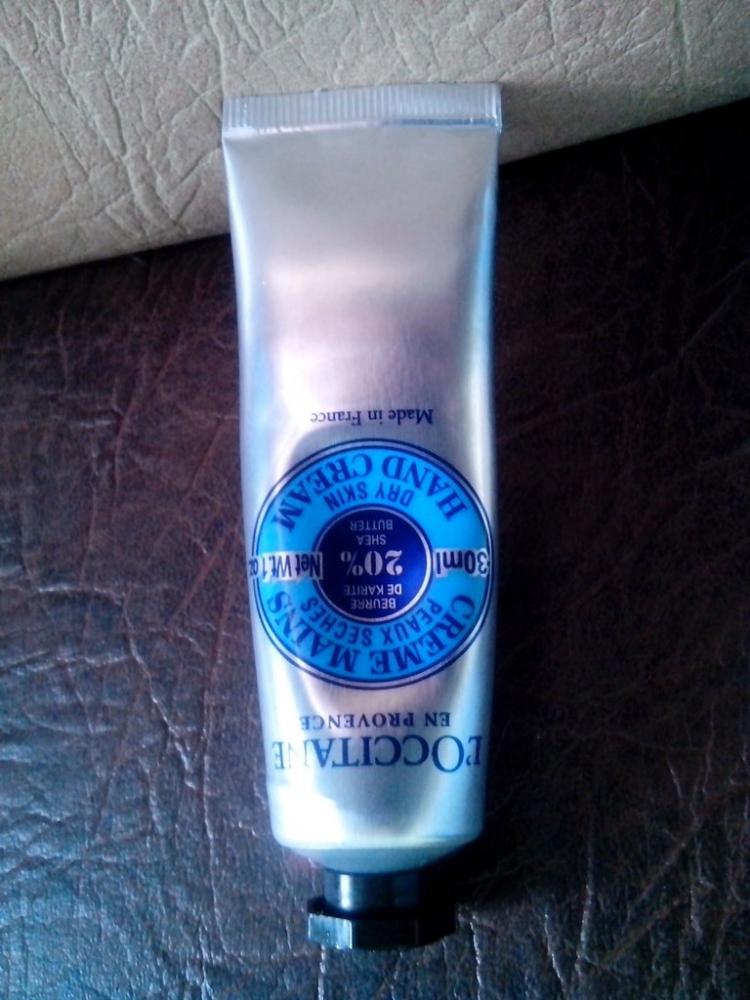 L'OCCITANE
EN PROVENCE
CREME MAINS
PEAUX SECHES
BEURRE
DE KARITE
30ml
20%
Net Wt.1 oz.
SHEA
BUTTER
DRY SKIN
HAND CREAM
Made in France